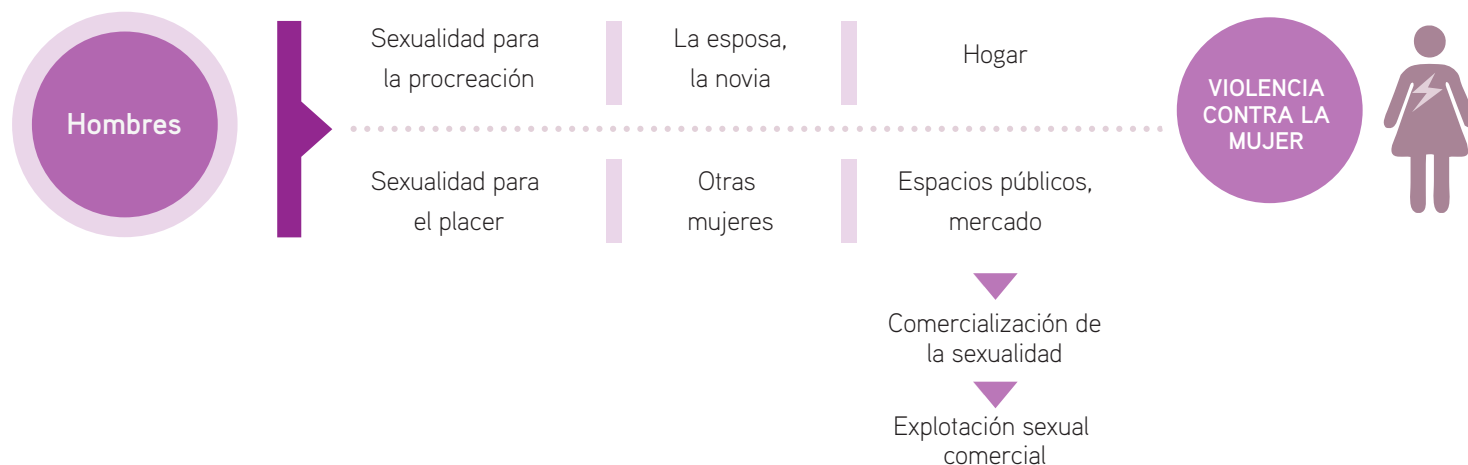 Hombres
Sexualidad para
la procreación
La esposa,
la novia
Hogar
Sexualidad para
el placer
Otras
mujeres
Espacios públicos,
mercado
Comercialización de
la sexualidad
Explotación sexual
comercial
VIOLENCIA
CONTRA LA
MUJER